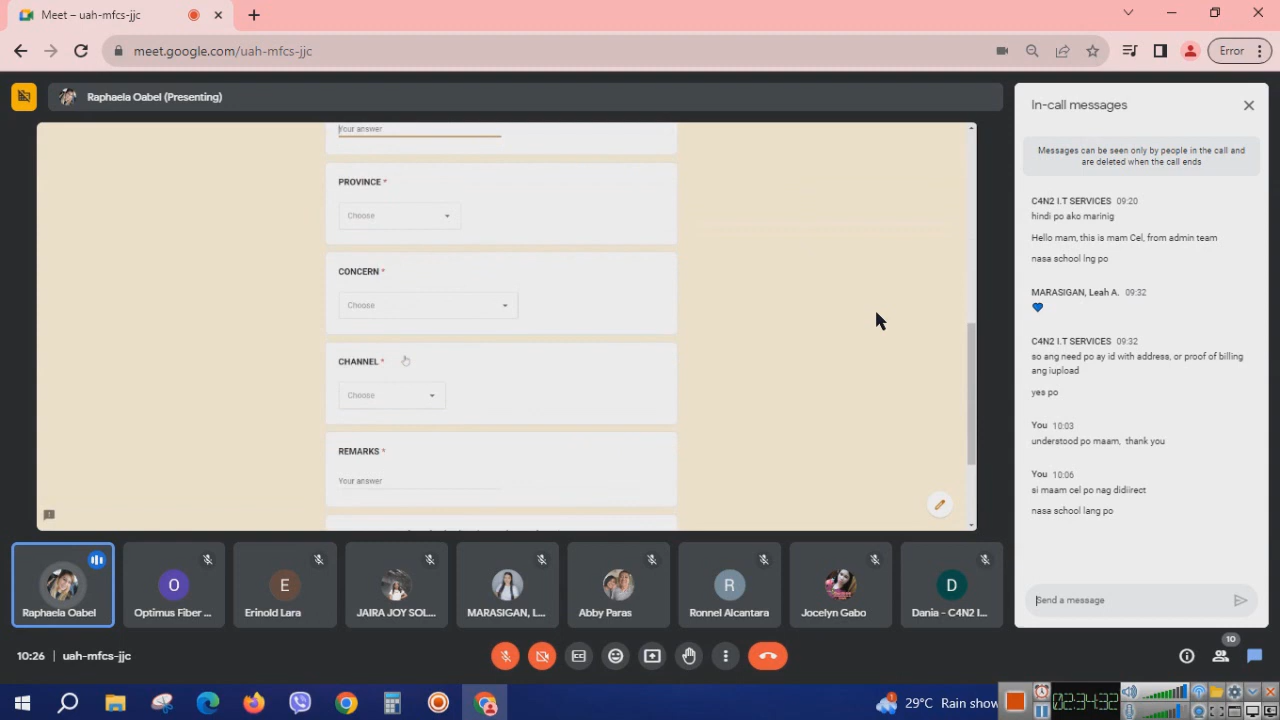 Meet – uah-mfcs-jjc
meet.google.com/uah-mfcs-jjc
Error
Raphaela Oabel (Presenting)
Your answer
PROVINCE *
Choose
CONCERN *
Choose
CHANNEL *
Choose
REMARKS *
Your answer
In-call messages
Messages can be seen only by people in the call and
are deleted when the call ends
C4N2 I.T SERVICES 09:20
hindi po ako marinig
Hello mam, this is mam Cel, from admin team
nasa school lng po
MARASIGAN, Leah A. 09:32
C4N2 I.T SERVICES 09:32
so ang need po ay id with address, or proof of billing
ang iupload
yes po
You 10:03
understood po maam, thank you
You 10:06
si maam cel po nag didiirect
nasa school lang po
Send a message
Raphaela Oabel
O
Optimus Fiber ...
E
Erinold Lara
JAIRA JOY SOL...
MARASIGAN, L...
Abby Paras
R
Ronnel Alcantara
Jocelyn Gabo
D
Dania - C4N2 I...
10:26 | uah-mfcs-jjc
10
29°C Rain show
02:34:32